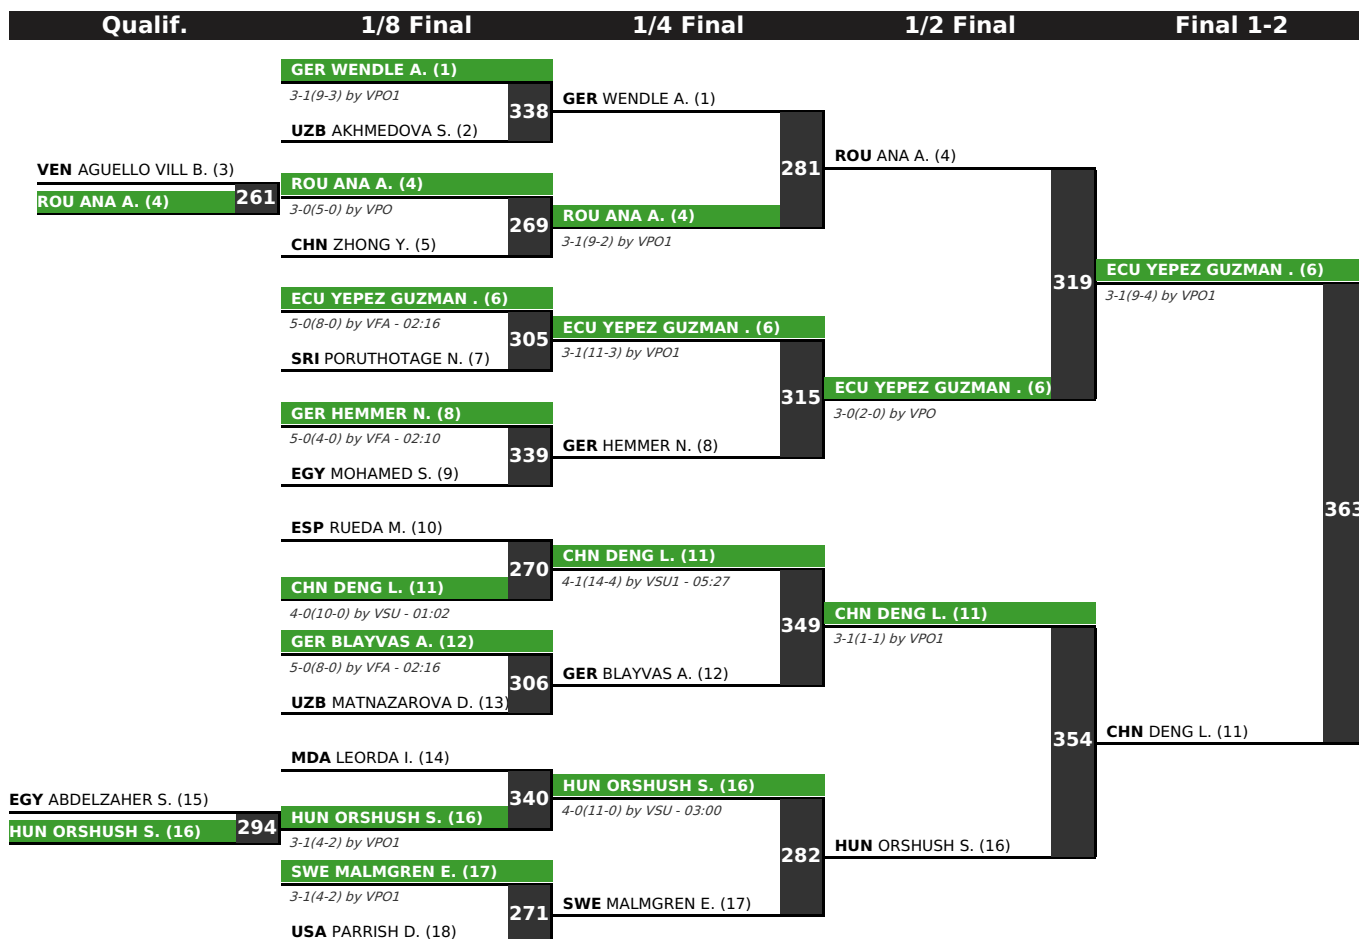 Qualif.
1/8 Final
1/4 Final
1/2 Final
Final 1-2
VEN AGUELLO VILL B. (3)
ROU ANA A. (4)
261
EGY ABDELZAHER S. (15)
HUN ORSHUSH S. (16)
294
GER WENDLE A. (1)
3-1(9-3) by VPO1
338
UZB AKHMEDOVA S. (2)
ROU ANA A. (4)
3-0(5-0) by VPO
269
CHN ZHONG Y. (5)
ECU YEPEZ GUZMAN . (6)
5-0(8-0) by VFA - 02:16
305
SRI PORUTHOTAGE N. (7)
GER HEMMER N. (8)
5-0(4-0) by VFA - 02:10
339
EGY MOHAMED S. (9)
ESP RUEDA M. (10)
270
CHN DENG L. (11)
4-0(10-0) by VSU - 01:02
GER BLAYVAS A. (12)
5-0(8-0) by VFA - 02:16
306
UZB MATNAZAROVA D. (13)
MDA LEORDA I. (14)
340
HUN ORSHUSH S. (16)
3-1(4-2) by VPO1
SWE MALMGREN E. (17)
3-1(4-2) by VPO1
271
USA PARRISH D. (18)
GER WENDLE A. (1)
281
ROU ANA A. (4)
3-1(9-2) by VPO1
ECU YEPEZ GUZMAN . (6)
3-1(11-3) by VPO1
315
GER HEMMER N. (8)
CHN DENG L. (11)
4-1(14-4) by VSU1 - 05:27
349
GER BLAYVAS A. (12)
HUN ORSHUSH S. (16)
4-0(11-0) by VSU - 03:00
282
SWE MALMGREN E. (17)
ROU ANA A. (4)
319
ECU YEPEZ GUZMAN . (6)
3-0(2-0) by VPO
CHN DENG L. (11)
3-1(1-1) by VPO1
354
HUN ORSHUSH S. (16)
ECU YEPEZ GUZMAN . (6)
3-1(9-4) by VPO1
363
CHN DENG L. (11)